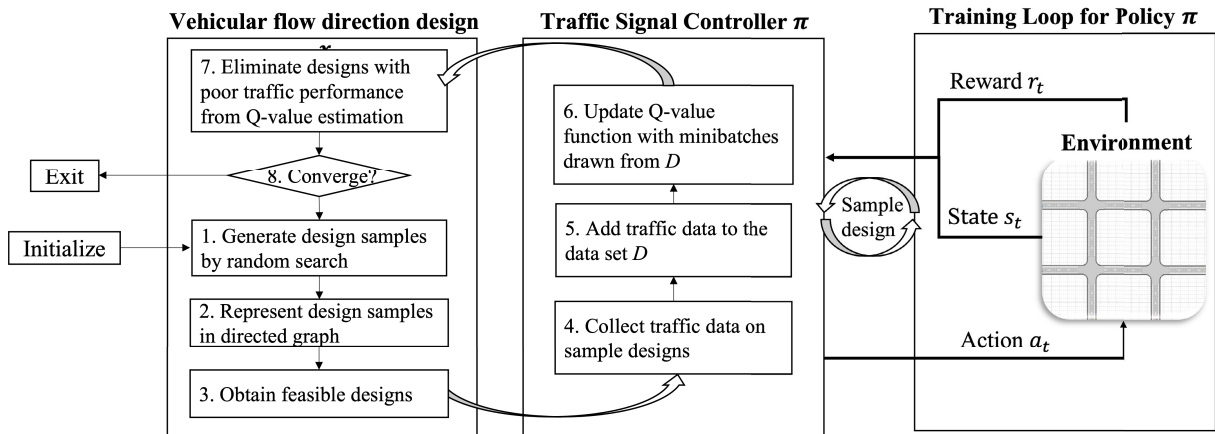 Vehicular flow direction design
Traffic Signal Controller π
Training Loop for Policy π
7. Eliminate designs with
poor traffic performance
from Q-value estimation
8. Converge?
Exit
Initialize
1. Generate design samples
by random search
2. Represent design samples
in directed graph
3. Obtain feasible designs
6. Update Q-value
function with minibatches
drawn from D
5. Add traffic data to the
data set D
4. Collect traffic data on
sample designs
Sample
design
Reward r_t
Environment
State s_t
Action a_t